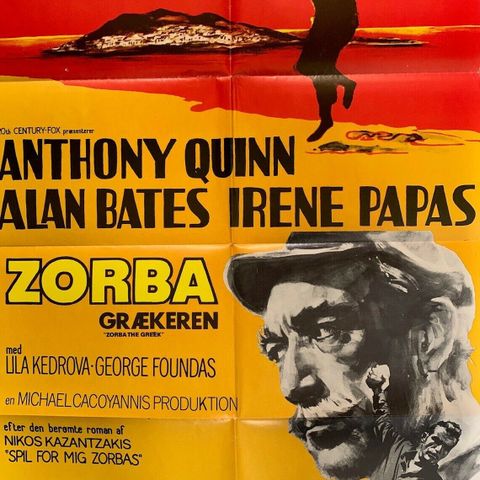 20th CENTURY-FOX præsenterer
ANTHONY QUINN
ALAN BATES IRENE PAPAS
ZORBA
GRÆKEREN
"ZORBA THE GREEK"
med
LILA KEDROVA-GEORGE FOUNDAS
en MICHAEL CACOYANNIS PRODUKTION
efter den berømte roman af
NIKOS KAZANTZAKIS
"SPIL FOR MIG ZORBAS"